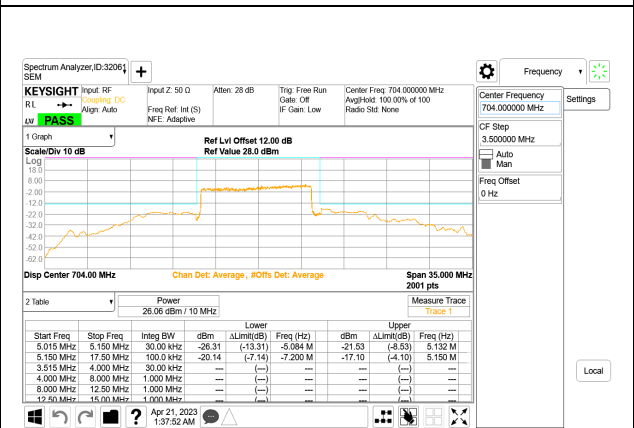 Spectrum Analyzer,ID:32061
SEM
Frequency
KEYSIGHT Input: RF Input Z: 50 Ω Atten: 28 dB Trig: Free Run Center Freq: 704.000000 MHz
Coupling: DC Gate: Off Avg|Hold: 100.00% of 100
RL Align: Auto Freq Ref: Int (S) IF Gain: Low Radio Std: None
LXI PASS NFE: Adaptive
Center Frequency
704.000000 MHz
Settings
CF Step
3.500000 MHz
Auto
Man
Freq Offset
0 Hz
1 Graph
Ref Lvl Offset 12.00 dB
Scale/Div 10 dB Ref Value 28.0 dBm
Log
18.0
8.00
-2.00
-12.0
-22.0
-32.0
-42.0
-52.0
-62.0
Disp Center 704.00 MHz Chan Det: Average, #Offs Det: Average Span 35.000 MHz
2001 pts
2 Table Power Measure Trace
26.06 dBm / 10 MHz Trace 1
Lower Upper
Start Freq Stop Freq Integ BW dBm ΔLimit(dB) Freq (Hz) dBm ΔLimit(dB) Freq (Hz)
5.015 MHz 5.150 MHz 30.00 kHz -26.31 (-13.31) -5.084 M -21.53 (-8.53) 5.132 M
5.150 MHz 17.50 MHz 100.0 kHz -20.14 (-7.14) -7.200 M -17.10 (-4.10) 5.150 M
3.515 MHz 4.000 MHz 30.00 kHz --- (---) --- --- (---) ---
4.000 MHz 8.000 MHz 1.000 MHz --- (---) --- --- (---) ---
8.000 MHz 12.50 MHz 1.000 MHz --- (---) --- --- (---) ---
12.50 MHz 15.00 MHz 1.000 MHz --- (---) --- --- (---) ---
Local
? Apr 21, 2023
1:37:52 AM